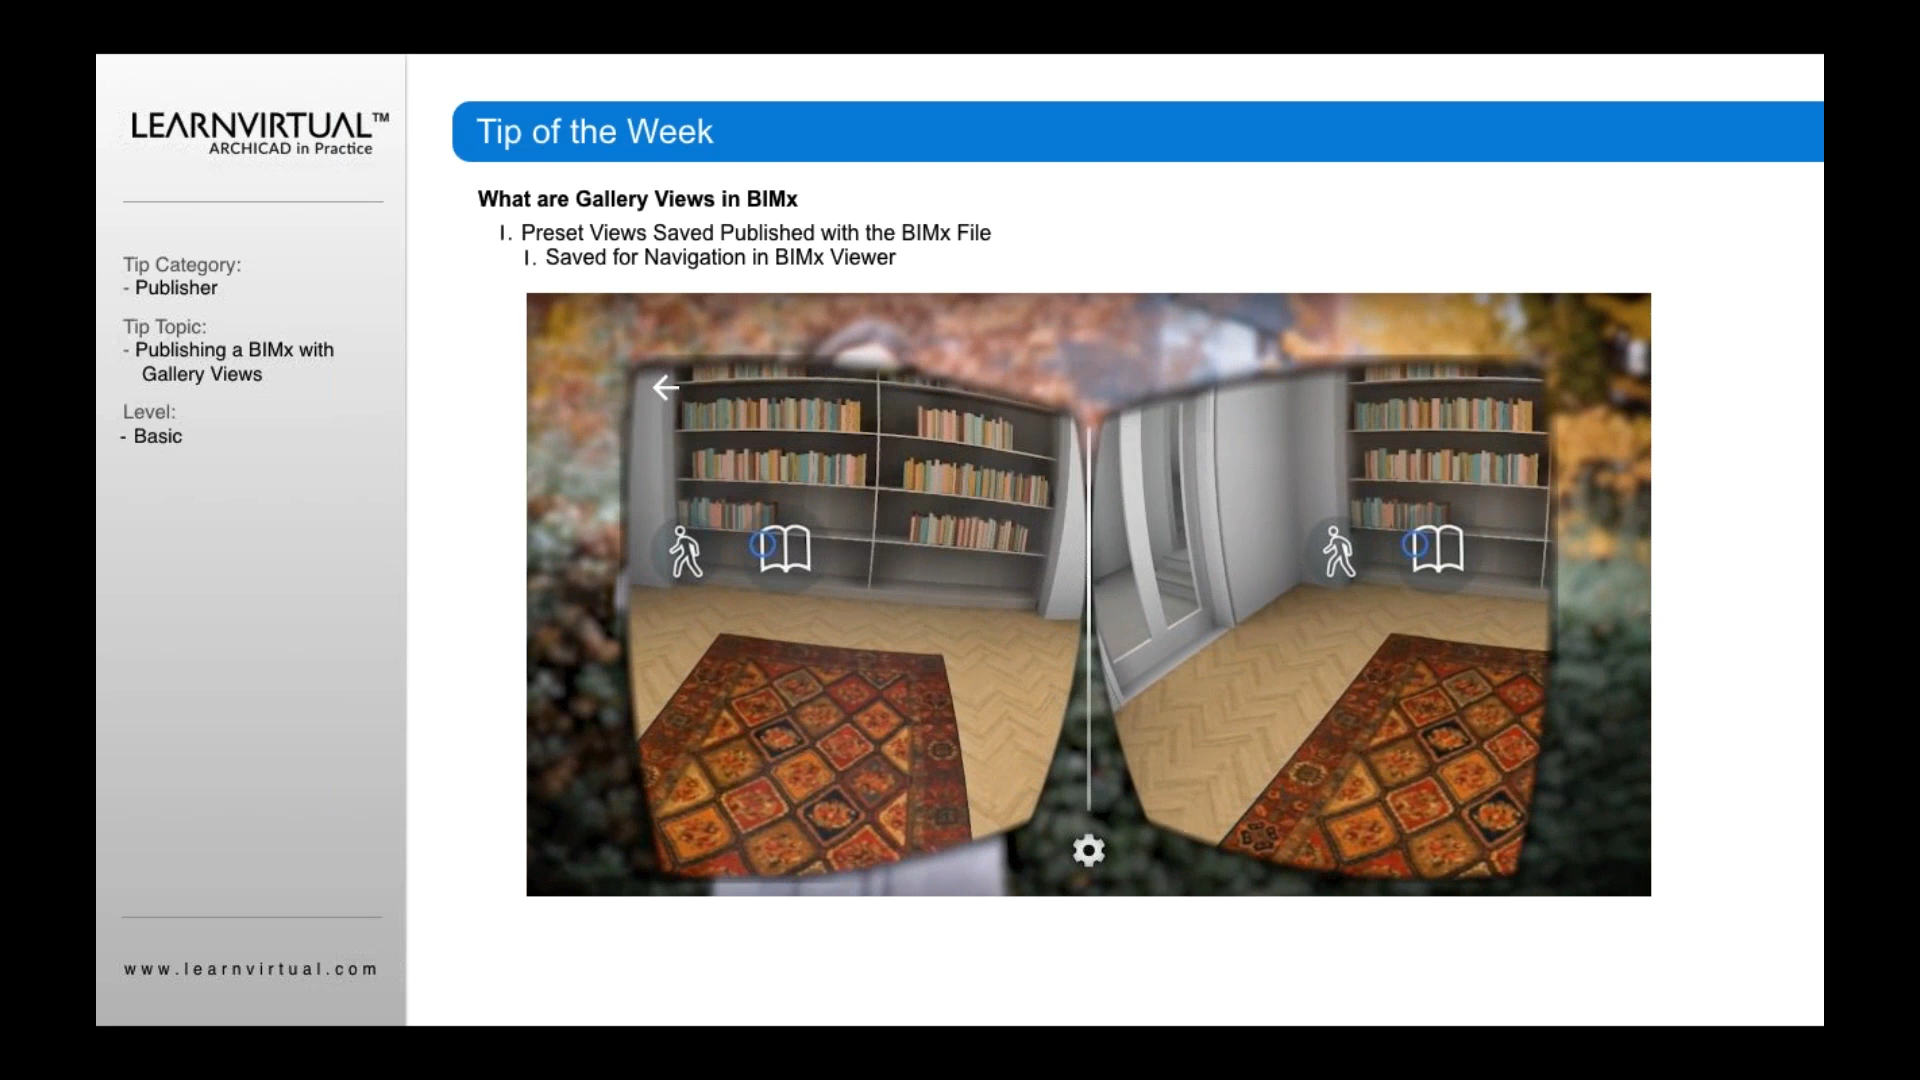 LEARNVIRTUAL™
ARCHICAD in Practice
Tip Category:
- Publisher
Tip Topic:
- Publishing a BIMx with
Gallery Views
Level:
- Basic
www.learnvirtual.com
Tip of the Week
What are Gallery Views in BIMx
I. Preset Views Saved Published with the BIMx File
I. Saved for Navigation in BIMx Viewer